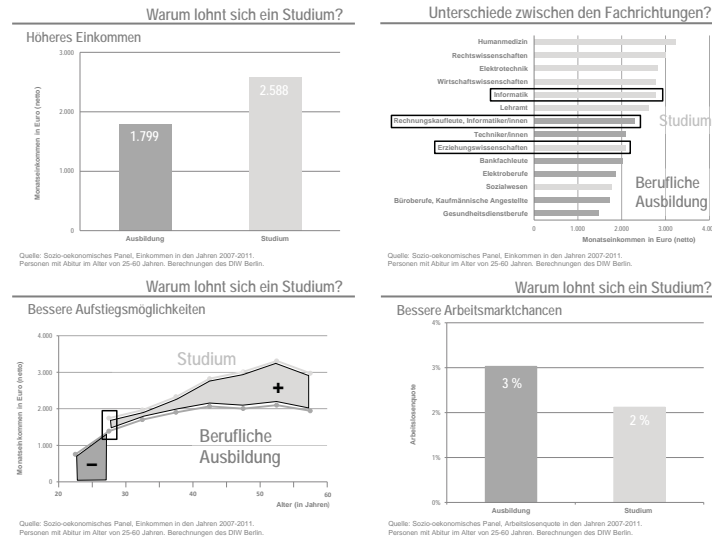 Warum lohnt sich ein Studium?
Höheres Einkommen
Monatseinkommen in Euro (netto)
3.000
2.000
1.000
0
1.799
2.588
Ausbildung
Studium
Quelle: Sozio-oekonomisches Panel, Einkommen in den Jahren 2007-2011.
Personen mit Abitur im Alter von 25-60 Jahren. Berechnungen des DIW Berlin.
Unterschiede zwischen den Fachrichtungen?
Humanmedizin
Rechtswissenschaften
Elektrotechnik
Wirtschaftswissenschaften
Informatik
Lehramt
Rechnungskaufleute, Informatiker/innen
Techniker/innen
Erziehungswissenschaften
Bankfachleute
Elektroberufe
Sozialwesen
Büroberufe, Kaufmännische Angestellte
Gesundheitsdienstberufe
Studium
Berufliche
Ausbildung
0 1.000 2.000 3.000 4.00
Monatseinkommen in Euro (netto)
Quelle: Sozio-oekonomisches Panel, Einkommen in den Jahren 2007-2011.
Personen mit Abitur im Alter von 25-60 Jahren. Berechnungen des DIW Berlin.
Warum lohnt sich ein Studium?
Bessere Aufstiegsmöglichkeiten
Monatseinkommen in Euro (netto)
4.000
3.000
2.000
1.000
0
Studium
+
Berufliche
Ausbildung
-
20 30 40 50 60
Alter (in Jahren)
Quelle: Sozio-oekonomisches Panel, Einkommen in den Jahren 2007-2011.
Personen mit Abitur im Alter von 25-60 Jahren. Berechnungen des DIW Berlin.
Warum lohnt sich ein Studium?
Bessere Arbeitsmarktchancen
Arbeitslosenquote
4%
3%
2%
1%
0%
3 %
2 %
Ausbildung
Studium
Quelle: Sozio-oekonomisches Panel, Arbeitslosenquote in den Jahren 2007-2011.
Personen mit Abitur im Alter von 25-60 Jahren. Berechnungen des DIW Berlin.